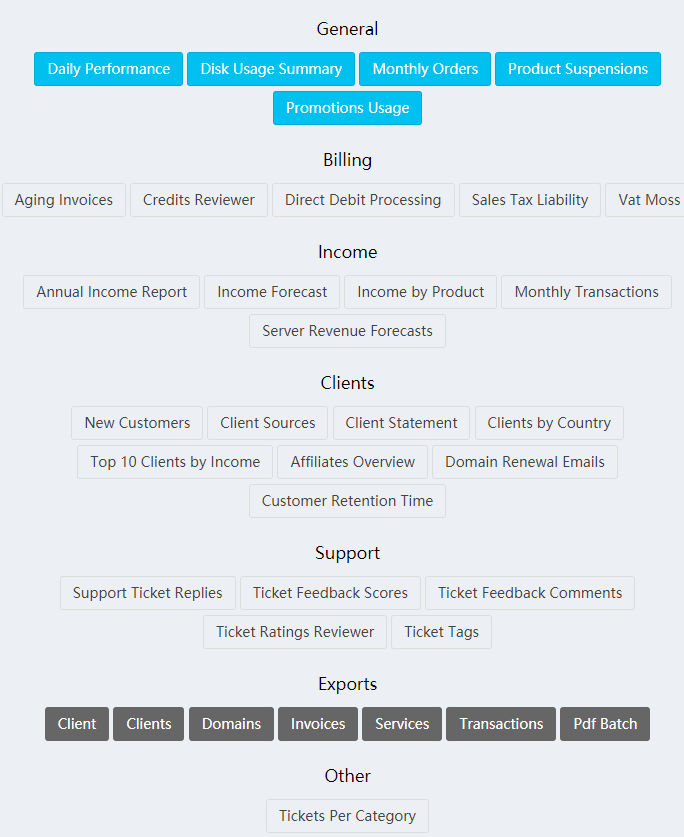 General
Daily Performance Disk Usage Summary Monthly Orders Product Suspensions
Promotions Usage
Billing
Aging Invoices Credits Reviewer Direct Debit Processing Sales Tax Liability Vat Moss
Income
Annual Income Report Income Forecast Income by Product Monthly Transactions
Server Revenue Forecasts
Clients
New Customers Client Sources Client Statement Clients by Country
Top 10 Clients by Income Affiliates Overview Domain Renewal Emails
Customer Retention Time
Support
Support Ticket Replies Ticket Feedback Scores Ticket Feedback Comments
Ticket Ratings Reviewer Ticket Tags
Exports
Client Clients Domains Invoices Services Transactions Pdf Batch
Other
Tickets Per Category